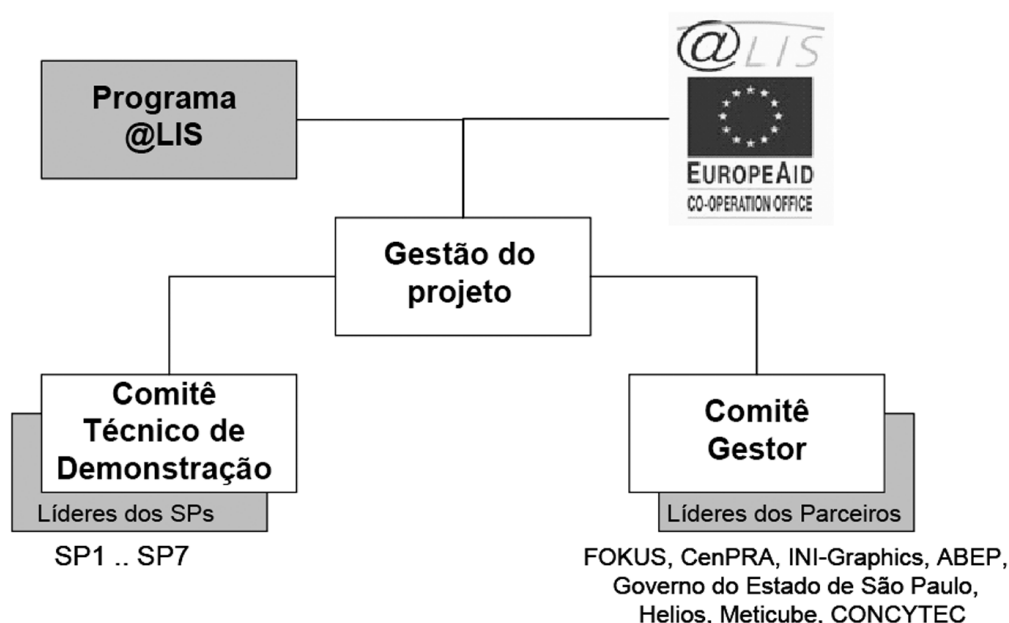 @LIS
Programa
@LIS
EUROPEAID
CO-OPERATION OFFICE
Gestão do
projeto
Comitê
Técnico de
Demonstração
Líderes dos SPs
SP1 .. SP7
Comitê
Gestor
Líderes dos Parceiros
FOKUS, CenPRA, INI-Graphics, ABEP,
Governo do Estado de São Paulo,
Helios, Meticube, CONCYTEC